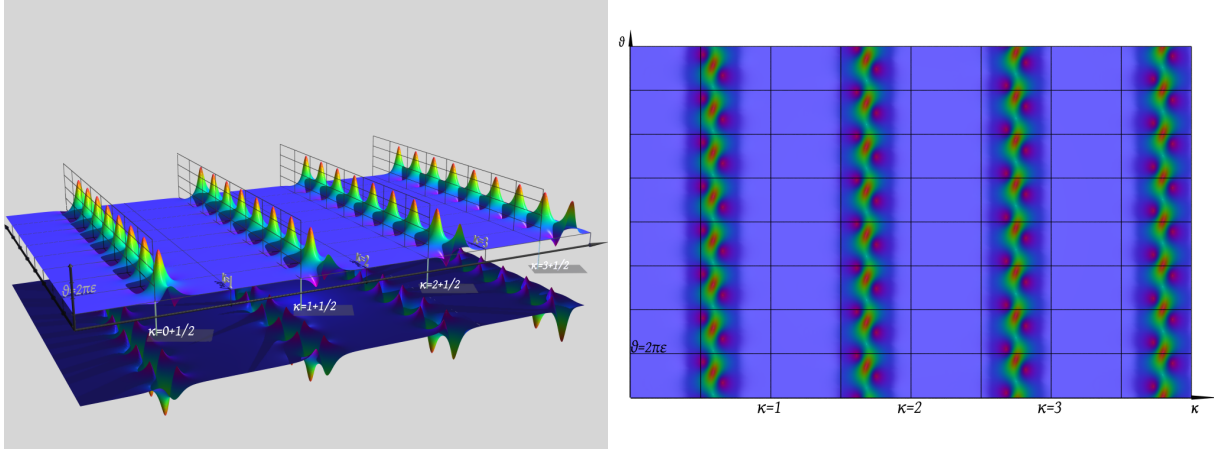 ϑ=2πε
κ=0+1/2
κ=1+1/2
κ=2+1/2
κ=3+1/2
ϑ
ϑ=2πε
κ=1
κ=2
κ=3
κ